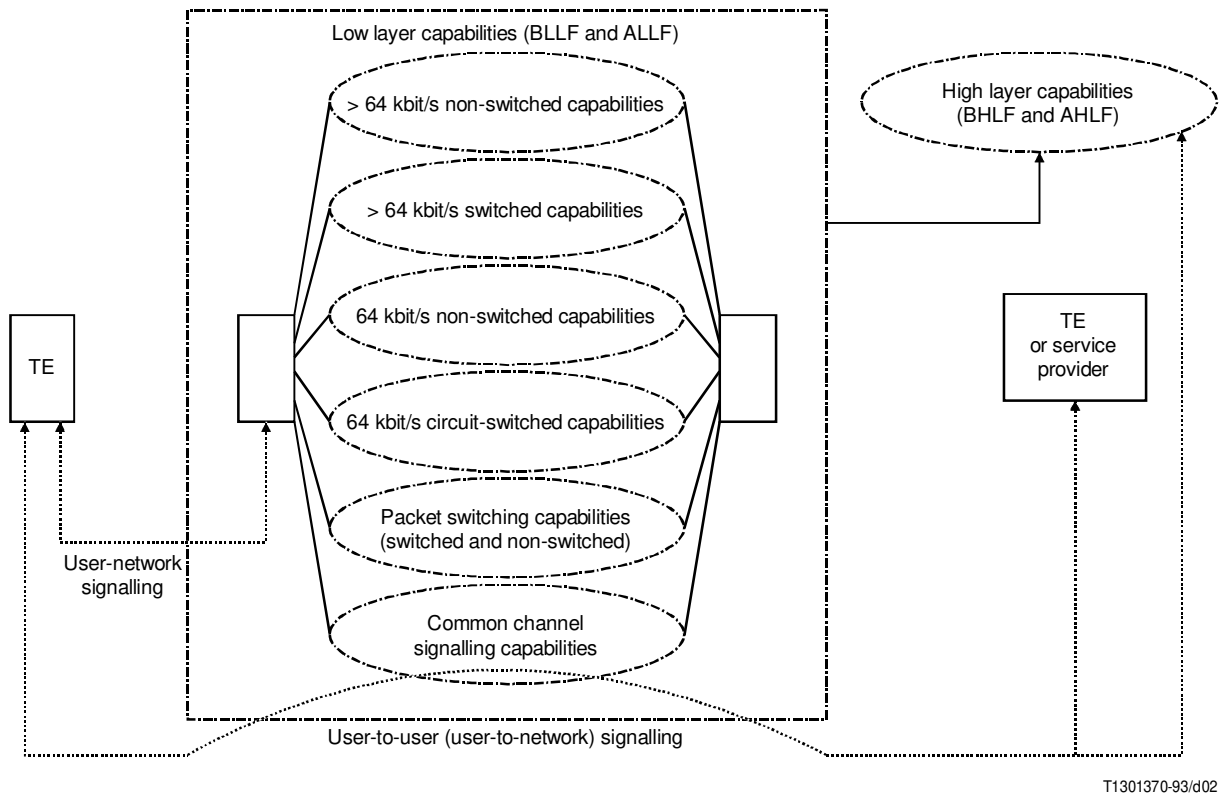 Low layer capabilities (BLLF and ALLF)
> 64 kbit/s non-switched capabilities
High layer capabilities
(BHLF and AHLF)
> 64 kbit/s switched capabilities
64 kbit/s non-switched capabilities
TE
TE
or service
provider
64 kbit/s circuit-switched capabilities
Packet switching capabilities
(switched and non-switched)
User-network
signalling
Common channel
signalling capabilities
User-to-user (user-to-network) signalling
T1301370-93/d02